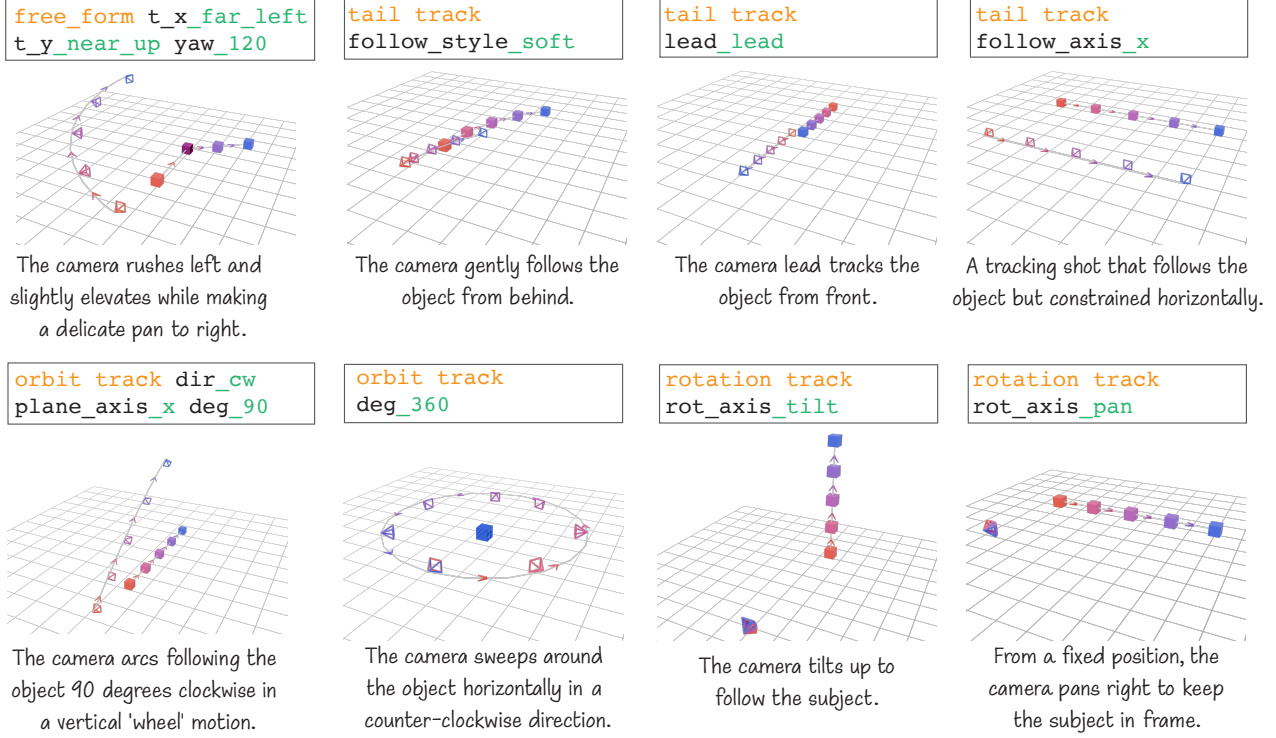 free_form t_x_far_left
t_y_near_up yaw_120
The camera rushes left and
slightly elevates while making
a delicate pan to right.
tail track
follow_style_soft
The camera gently follows the
object from behind.
tail track
lead_lead
The camera lead tracks the
object from front.
tail track
follow_axis_x
A tracking shot that follows the
object but constrained horizontally.
orbit track dir_cw
plane_axis_x deg_90
The camera arcs following the
object 90 degrees clockwise in
a vertical 'wheel' motion.
orbit track
deg_360
The camera sweeps around
the object horizontally in a
counter-clockwise direction.
rotation track
rot_axis_tilt
The camera tilts up to
follow the subject.
rotation track
rot_axis_pan
From a fixed position, the
camera pans right to keep
the subject in frame.